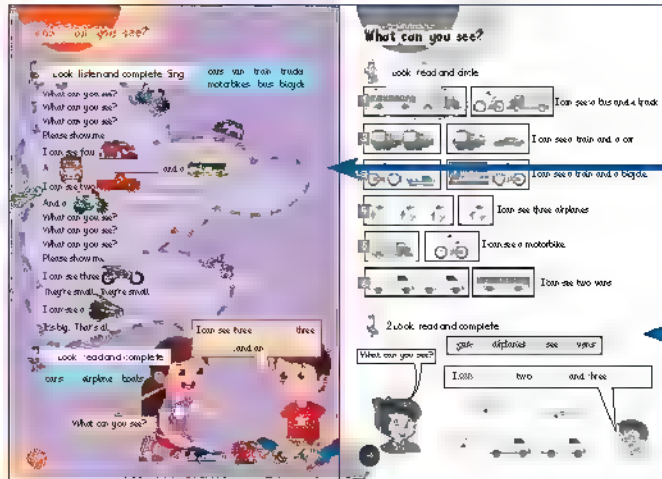 can you see?
Look listen and complete Sing
cars van train trucks
motorbikes bus bicycle
What can you see?
What can you see?
What can you see?
Please show me
I can see four
A and a
I can see two
And a
What can you see?
What can you see?
What can you see?
Please show me
I can see three
They're small. They're small
I can see a
It's big. That's all
Look read and complete
cars airplane boats
I can see three three
and an
What can you see?
What can you see?
Look read and circle
I can see a bus and a truck
I can see a train and a car
I can see a train and a bicycle
I can see three airplanes
I can see a motorbike
I can see two vans
2 Look read and complete
airplanes see vans
What can you see?
I can two and three